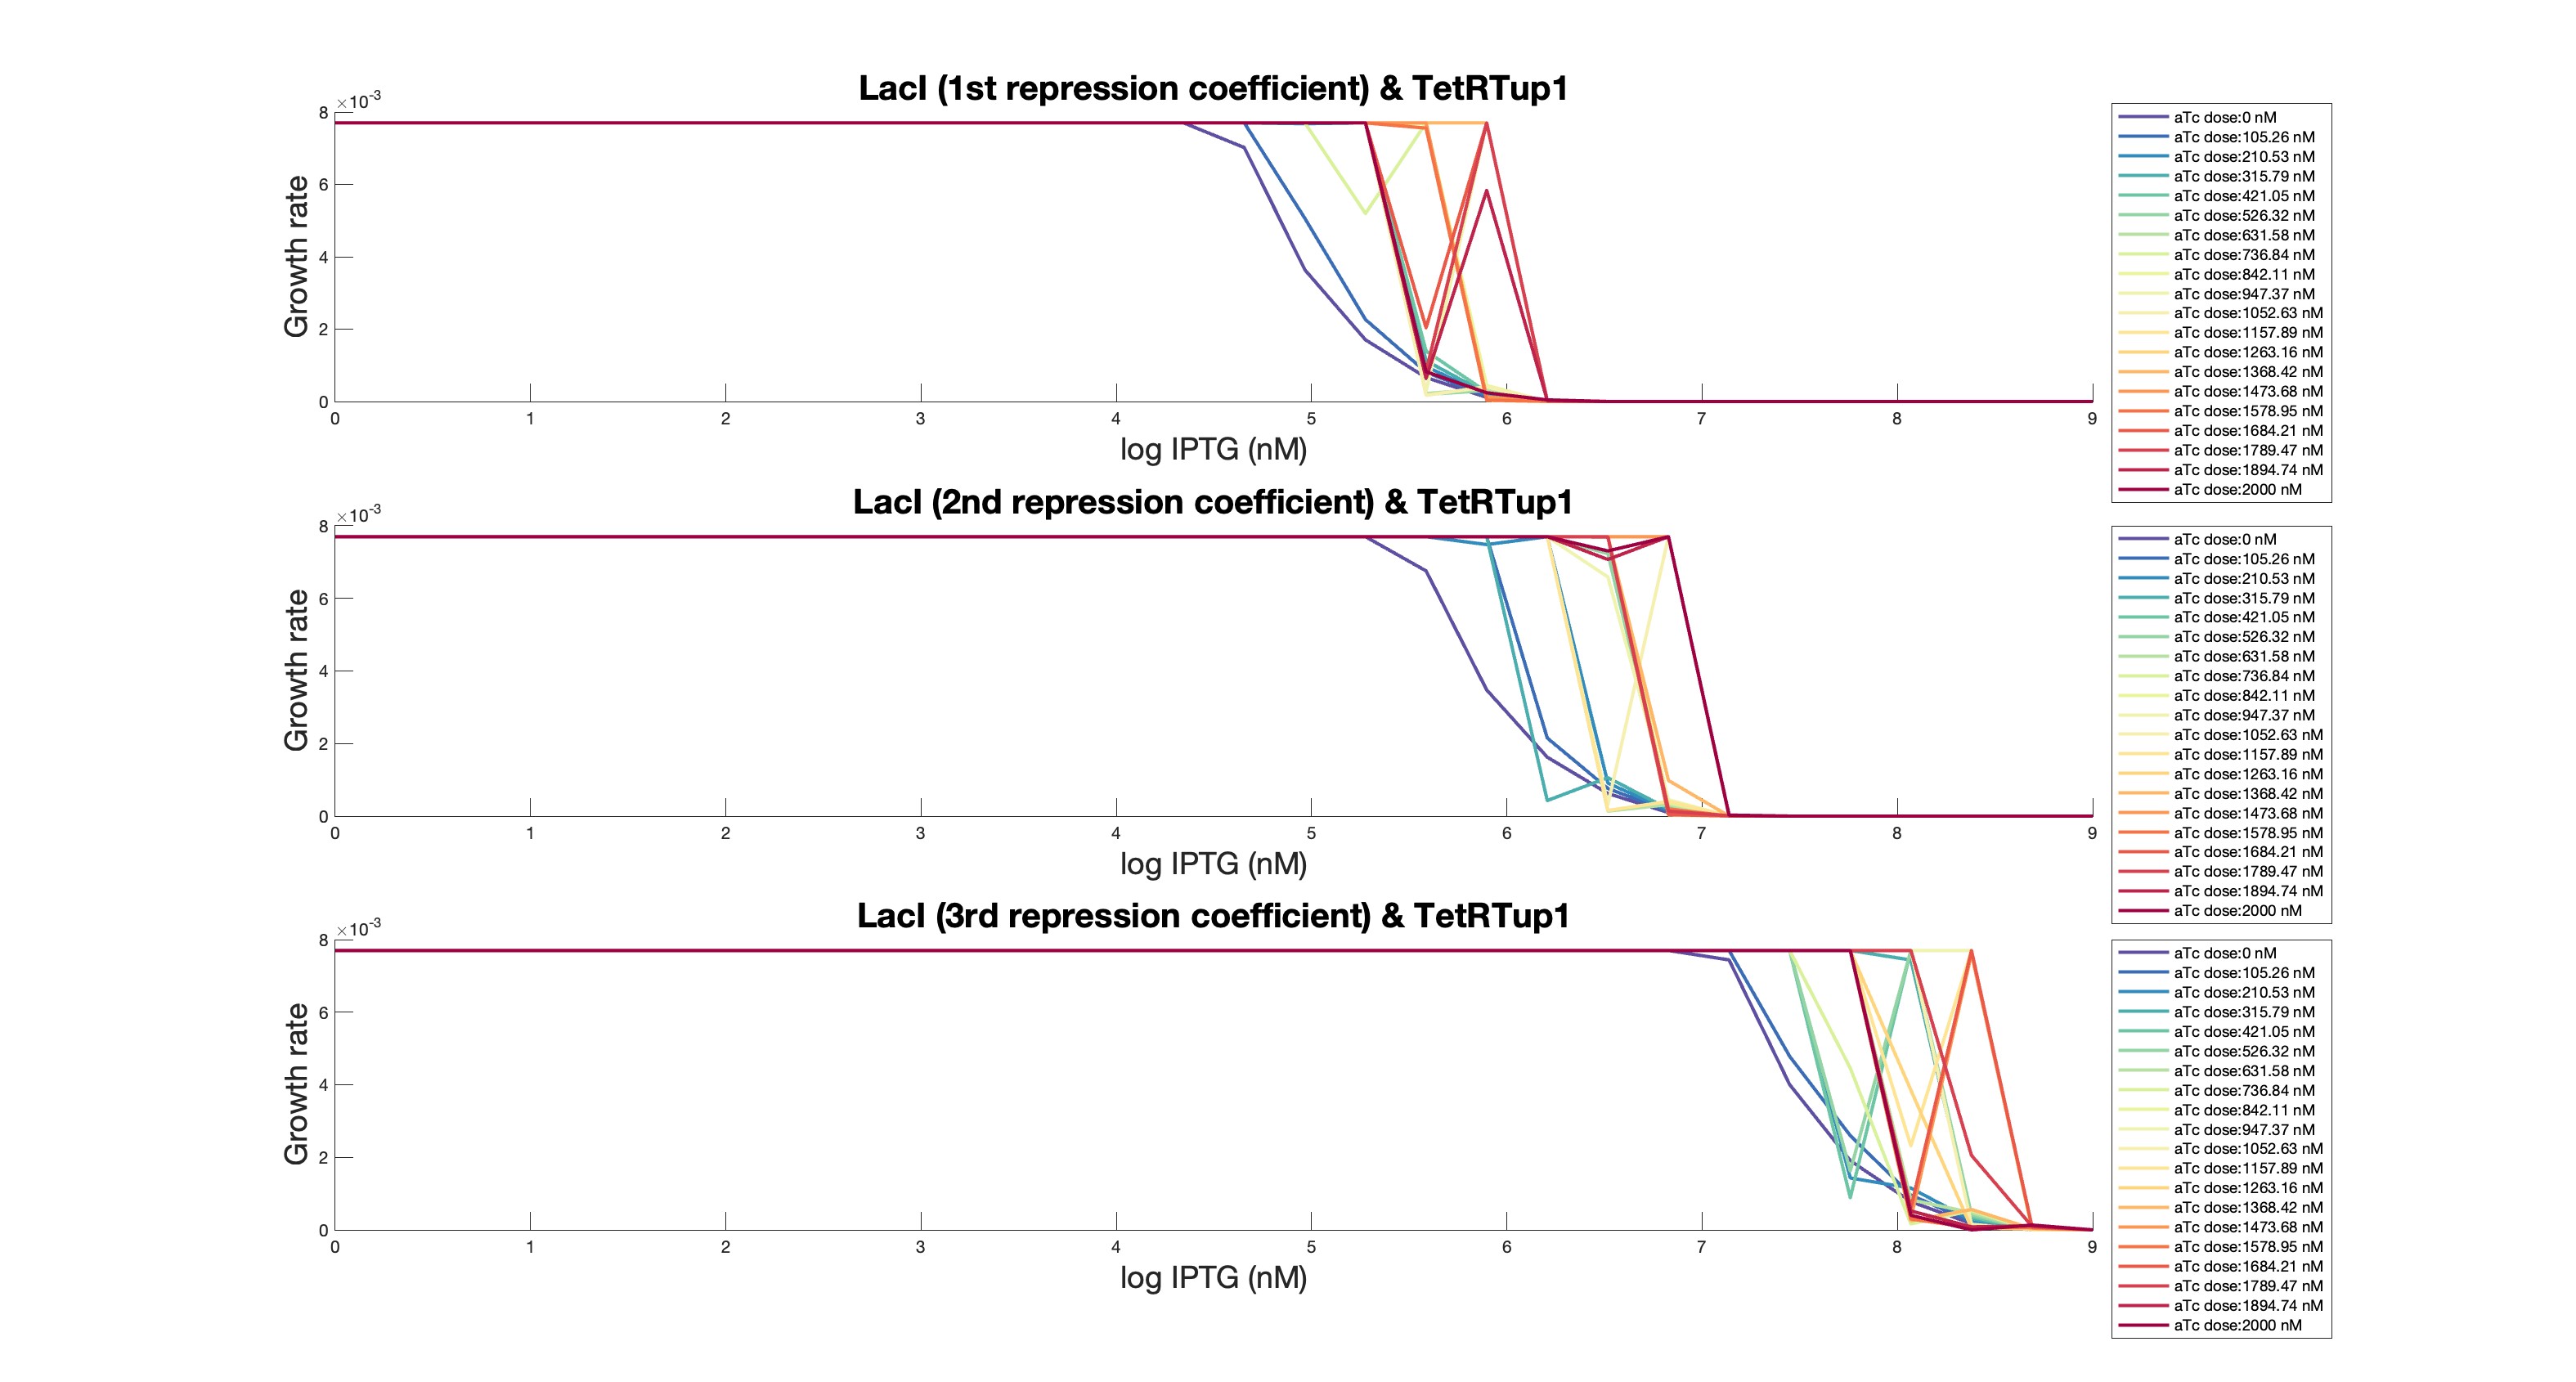 LacI (1st repression coefficient) & TetRTup1
×10-3
8
6
4
2
0
Growth rate
0 1 2 3 4 5 6 7 8 9
log IPTG (nM)
aTc dose:0 nM
aTc dose:105.26 nM
aTc dose:210.53 nM
aTc dose:315.79 nM
aTc dose:421.05 nM
aTc dose:526.32 nM
aTc dose:631.58 nM
aTc dose:736.84 nM
aTc dose:842.11 nM
aTc dose:947.37 nM
aTc dose:1052.63 nM
aTc dose:1157.89 nM
aTc dose:1263.16 nM
aTc dose:1368.42 nM
aTc dose:1473.68 nM
aTc dose:1578.95 nM
aTc dose:1684.21 nM
aTc dose:1789.47 nM
aTc dose:1894.74 nM
aTc dose:2000 nM
LacI (2nd repression coefficient) & TetRTup1
×10-3
8
6
4
2
0
Growth rate
0 1 2 3 4 5 6 7 8 9
log IPTG (nM)
aTc dose:0 nM
aTc dose:105.26 nM
aTc dose:210.53 nM
aTc dose:315.79 nM
aTc dose:421.05 nM
aTc dose:526.32 nM
aTc dose:631.58 nM
aTc dose:736.84 nM
aTc dose:842.11 nM
aTc dose:947.37 nM
aTc dose:1052.63 nM
aTc dose:1157.89 nM
aTc dose:1263.16 nM
aTc dose:1368.42 nM
aTc dose:1473.68 nM
aTc dose:1578.95 nM
aTc dose:1684.21 nM
aTc dose:1789.47 nM
aTc dose:1894.74 nM
aTc dose:2000 nM
LacI (3rd repression coefficient) & TetRTup1
×10-3
8
6
4
2
0
Growth rate
0 1 2 3 4 5 6 7 8 9
log IPTG (nM)
aTc dose:0 nM
aTc dose:105.26 nM
aTc dose:210.53 nM
aTc dose:315.79 nM
aTc dose:421.05 nM
aTc dose:526.32 nM
aTc dose:631.58 nM
aTc dose:736.84 nM
aTc dose:842.11 nM
aTc dose:947.37 nM
aTc dose:1052.63 nM
aTc dose:1157.89 nM
aTc dose:1263.16 nM
aTc dose:1368.42 nM
aTc dose:1473.68 nM
aTc dose:1578.95 nM
aTc dose:1684.21 nM
aTc dose:1789.47 nM
aTc dose:1894.74 nM
aTc dose:2000 nM